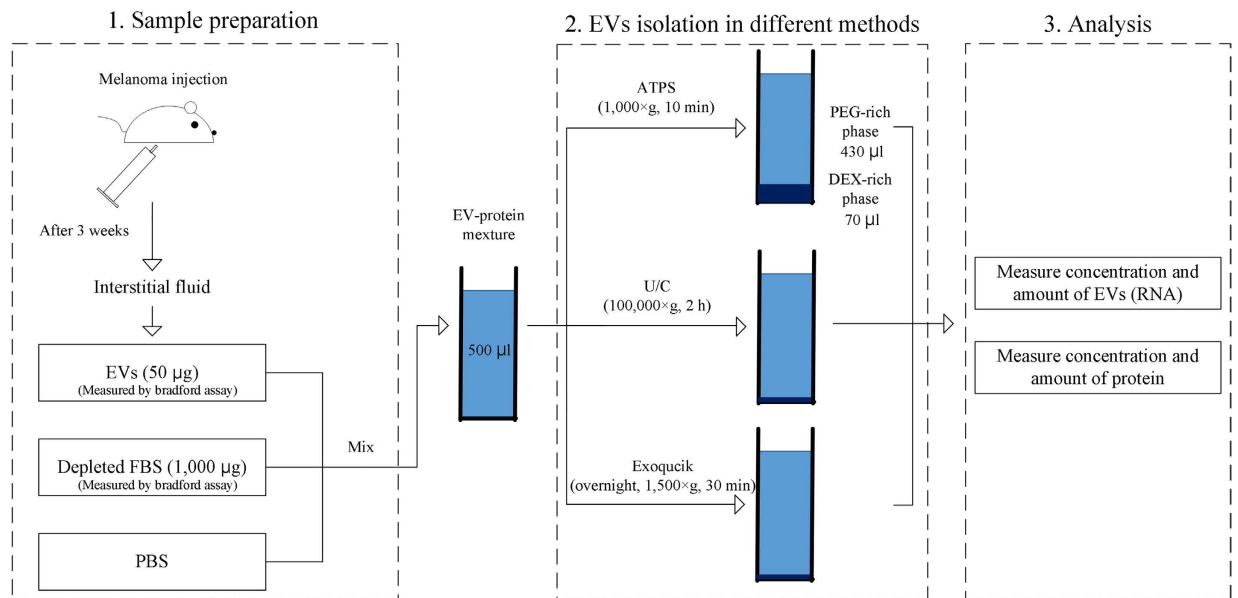 1. Sample preparation
Melanoma injection
After 3 weeks
Interstitial fluid
EVs (50 µg)
(Measured by bradford assay)
Depleted FBS (1,000 µg)
(Measured by bradford assay)
PBS
Mix
EV-protein
mexture
500 µl
2. EVs isolation in different methods
ATPS
(1,000×g, 10 min)
PEG-rich
phase
430 µl
DEX-rich
phase
70 µl
U/C
(100,000×g, 2 h)
Exoqucik
(overnight, 1,500×g, 30 min)
3. Analysis
Measure concentration and
amount of EVs (RNA)
Measure concentration and
amount of protein